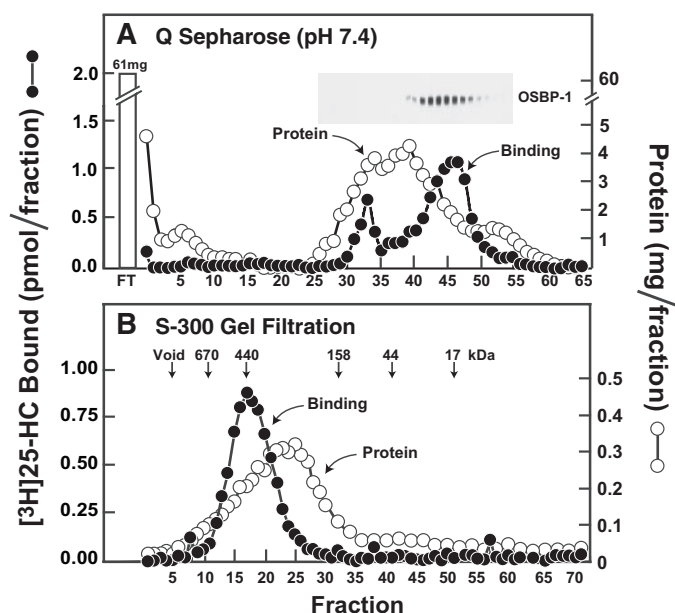 A Q Sepharose (pH 7.4)
61mg
2.0
1.5
1.0
0.5
0.0
60
5
4
3
2
1
OSBP-1
Protein
Binding
FT
5 10 15 20 25 30 35 40 45 50 55 60 65
B S-300 Gel Filtration
Void 670 440 158 44 17 kDa
1.00
0.75
0.50
0.25
0.00
0.5
0.4
0.3
0.2
0.1
0
Binding
Protein
5 10 15 20 25 30 35 40 45 50 55 60 65 70
Fraction
[3H]25-HC Bound (pmol/fraction)
Protein (mg/fraction)